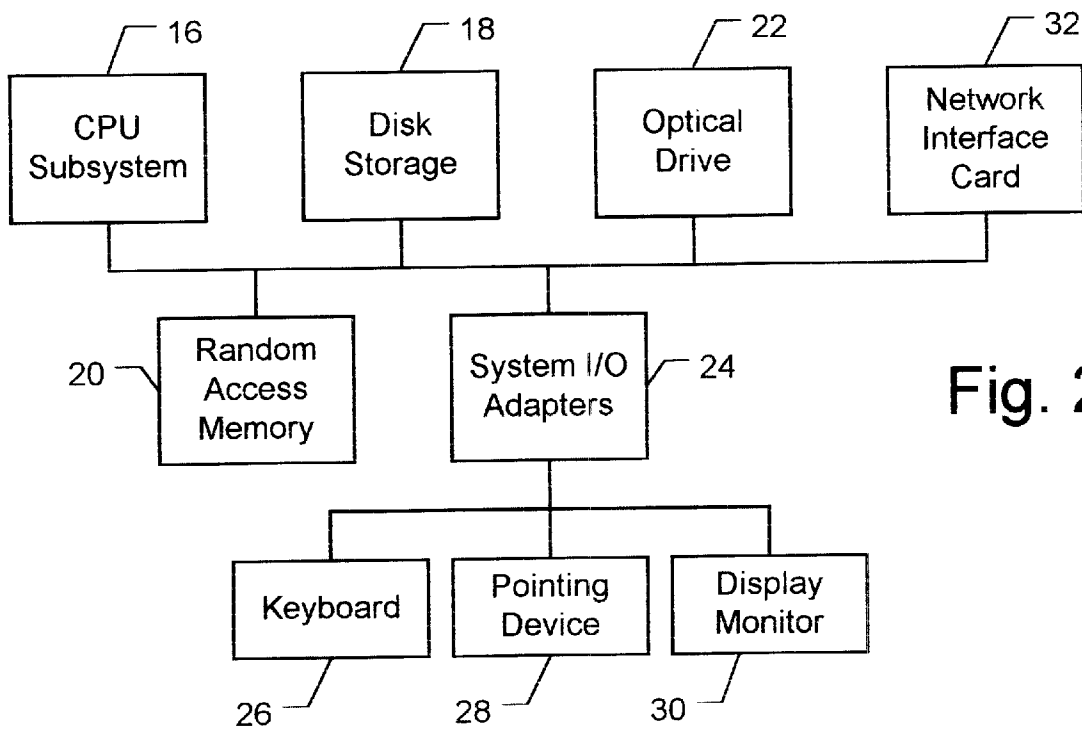 16
18
22
32
CPU
Subsystem
Disk
Storage
Optical
Drive
Network
Interface
Card
20
Random
Access
Memory
System I/O
Adapters
24
Fig. 2
Keyboard
Pointing
Device
Display
Monitor
26
28
30